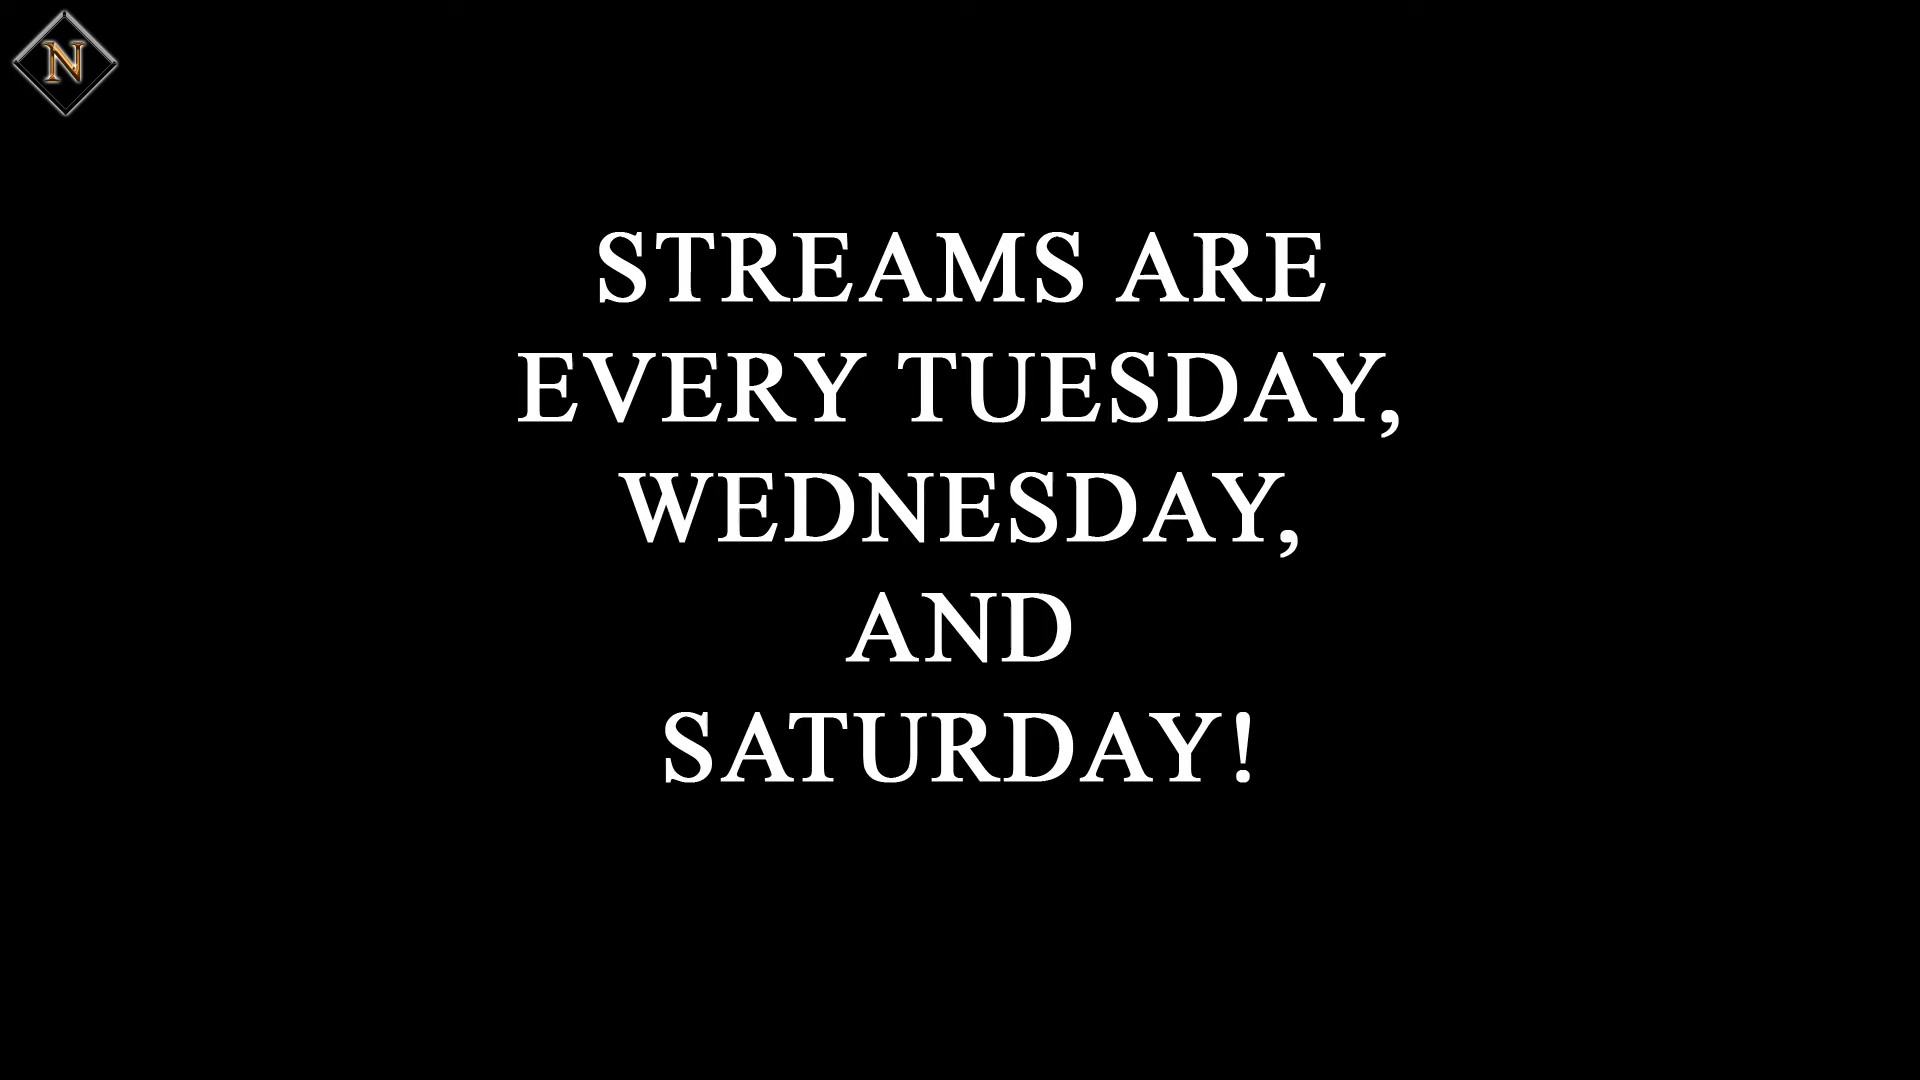 N
STREAMS ARE
EVERY TUESDAY,
WEDNESDAY,
AND
SATURDAY!